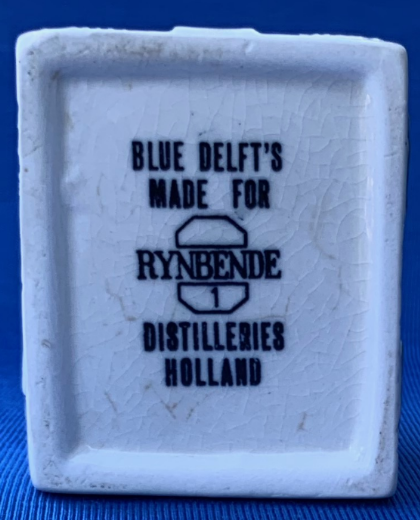 BLUE DELFT'S
MADE FOR
RYNBENDE
1
DISTILLERIES
HOLLAND